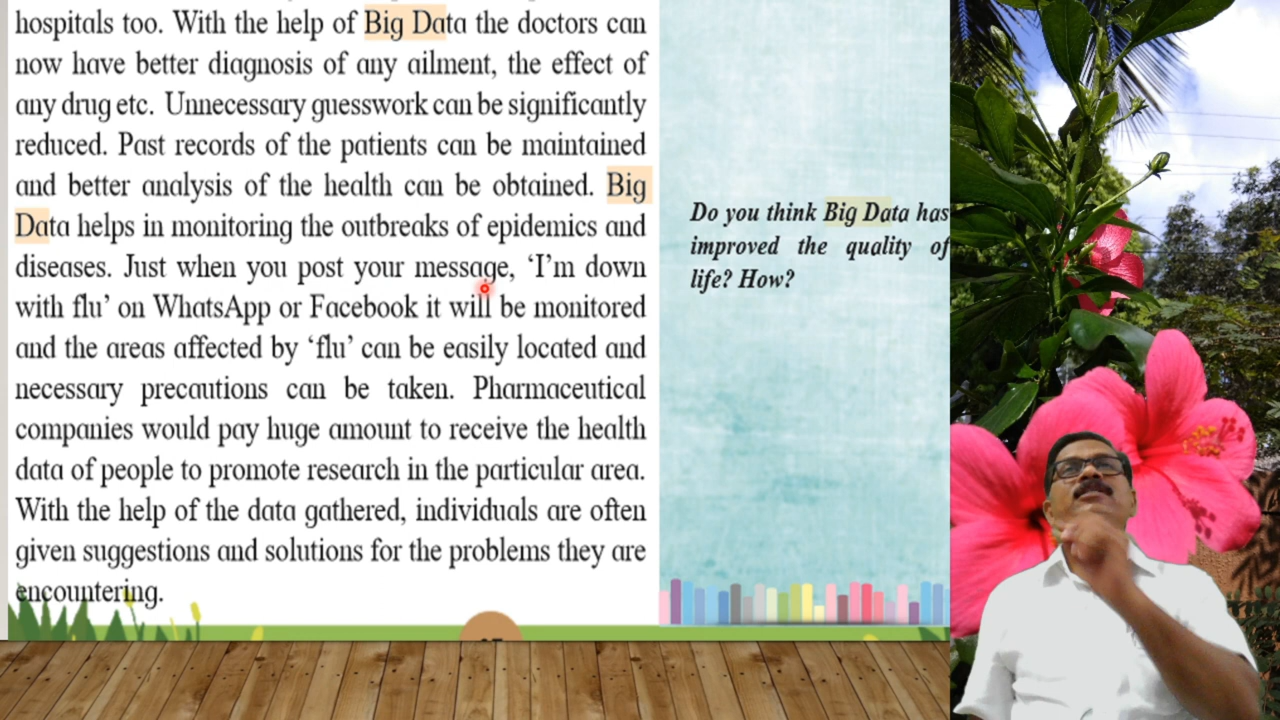 hospitals too. With the help of Big Data the doctors can
now have better diagnosis of any ailment, the effect of
any drug etc. Unnecessary guesswork can be significantly
reduced. Past records of the patients can be maintained
and better analysis of the health can be obtained. Big
Data helps in monitoring the outbreaks of epidemics and
diseases. Just when you post your message, ‘I’m down
with flu’ on WhatsApp or Facebook it will be monitored
and the areas affected by ‘flu’ can be easily located and
necessary precautions can be taken. Pharmaceutical
companies would pay huge amount to receive the health
data of people to promote research in the particular area.
With the help of the data gathered, individuals are often
given suggestions and solutions for the problems they are
encountering.
Do you think Big Data has
improved the quality of
life? How?